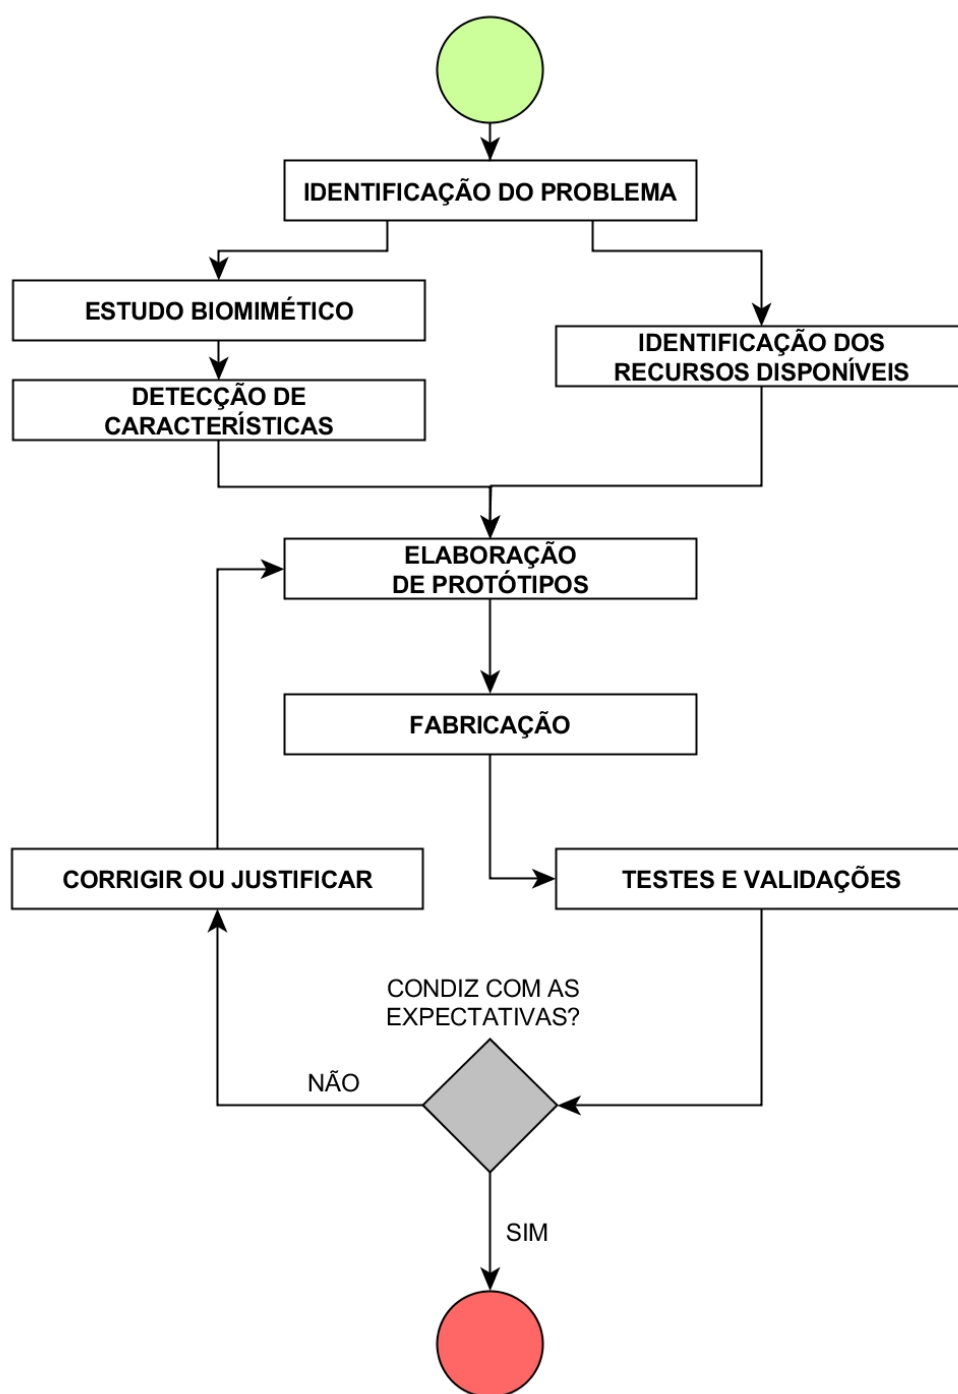 IDENTIFICAÇÃO DO PROBLEMA
ESTUDO BIOMIMÉTICO
IDENTIFICAÇÃO DOS
RECURSOS DISPONÍVEIS
DETECÇÃO DE
CARACTERÍSTICAS
ELABORAÇÃO
DE PROTÓTIPOS
FABRICAÇÃO
CORRIGIR OU JUSTIFICAR
TESTES E VALIDAÇÕES
CONDIZ COM AS
EXPECTATIVAS?
NÃO
SIM